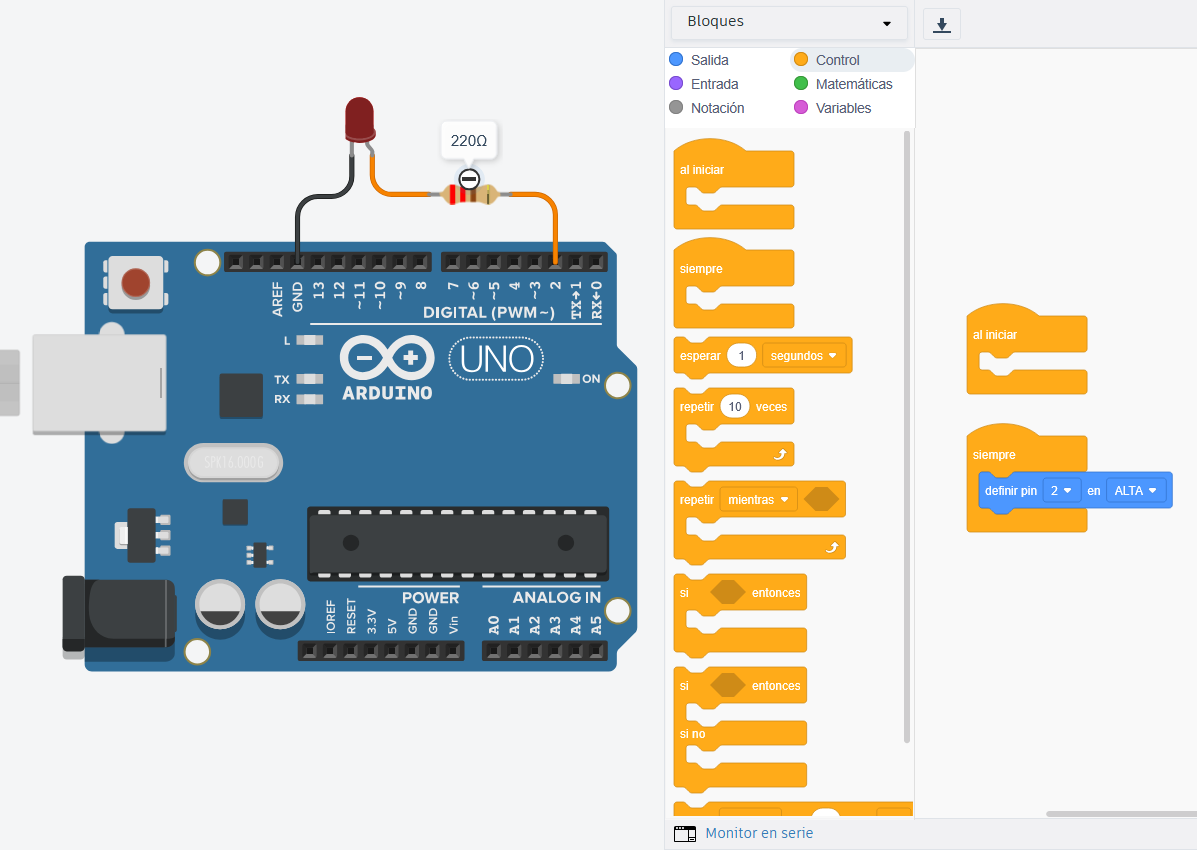 Bloques
Salida
Control
Entrada
Matemáticas
Notación
Variables
220Ω
al iniciar
siempre
esperar 1 segundos
repetir 10 veces
repetir mientras
si entonces
si entonces
si no
al iniciar
siempre
definir pin 2 en ALTA
AREF
GND
13
12
~11
~10
~9
8
7
~6
~5
4
~3
2
TX→1
RX←0
DIGITAL (PWM~)
L
TX
RX
ARDUINO
UNO
ON
SPK16.000G
POWER
ANALOG IN
IOREF
RESET
3.3V
5V
GND
GND
Vin
A0
A1
A2
A3
A4
A5
Monitor en serie